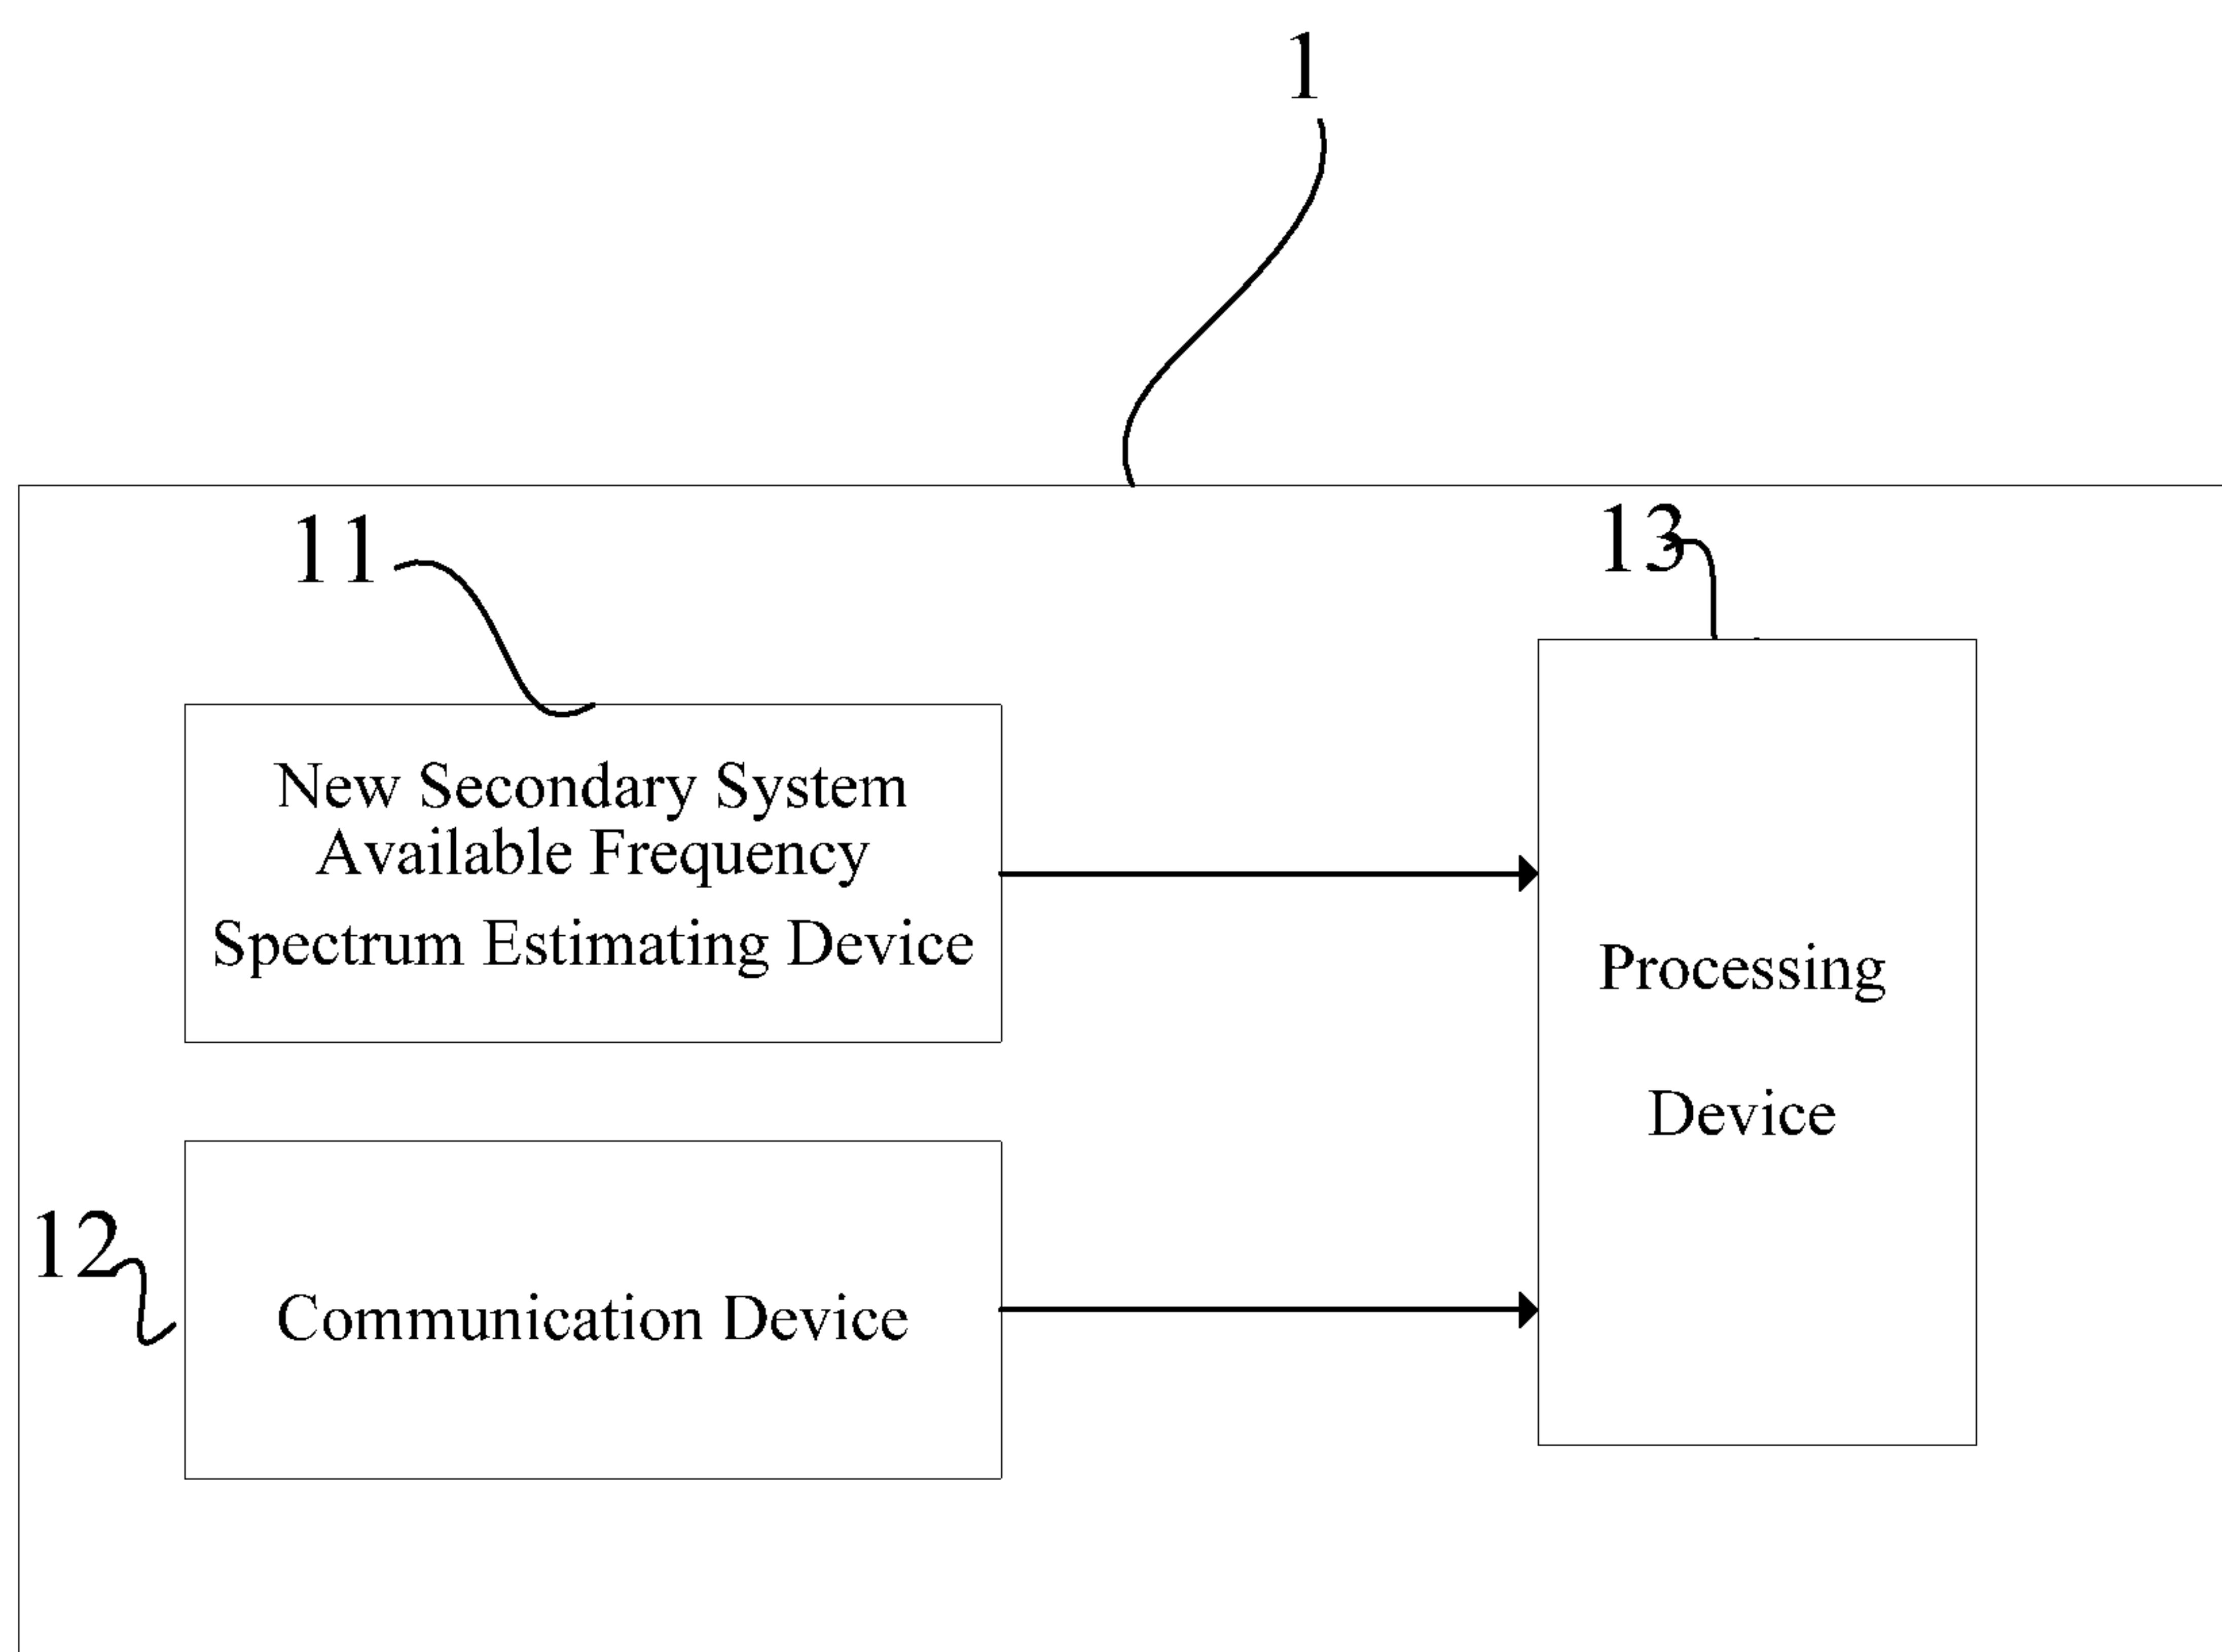 1
11
13
New Secondary System
Available Frequency
Spectrum Estimating Device
Processing
Device
12
Communication Device